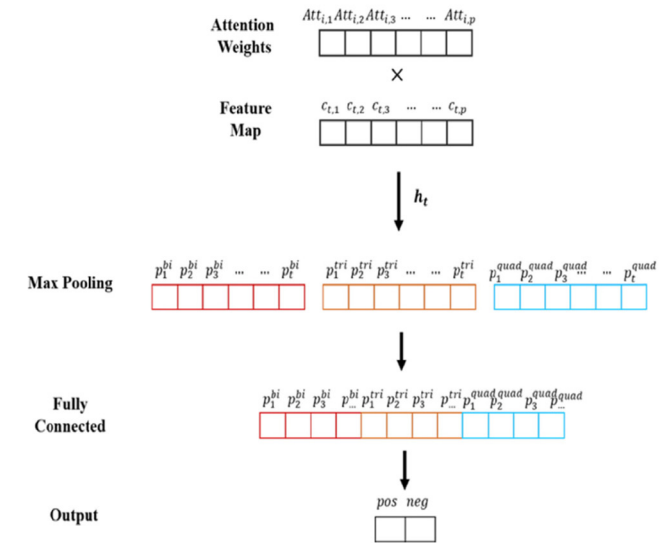 Attention Weights
Att_{i,1} Att_{i,2} Att_{i,3} ... ... Att_{i,p}
×
Feature Map
c_{t,1} c_{t,2} c_{t,3} ... ... c_{t,p}
h_t
Max Pooling
p_1^{bi} p_2^{bi} p_3^{bi} ... ... p_t^{bi} p_1^{tri} p_2^{tri} p_3^{tri} ... ... p_t^{tri} p_1^{quad} p_2^{quad} p_3^{quad} ... ... p_t^{quad}
Fully Connected
p_1^{bi} p_2^{bi} p_3^{bi} p_{...}^{bi} p_1^{tri} p_2^{tri} p_3^{tri} p_{...}^{tri} p_1^{quad} p_2^{quad} p_3^{quad} p_{...}^{quad}
Output
pos neg